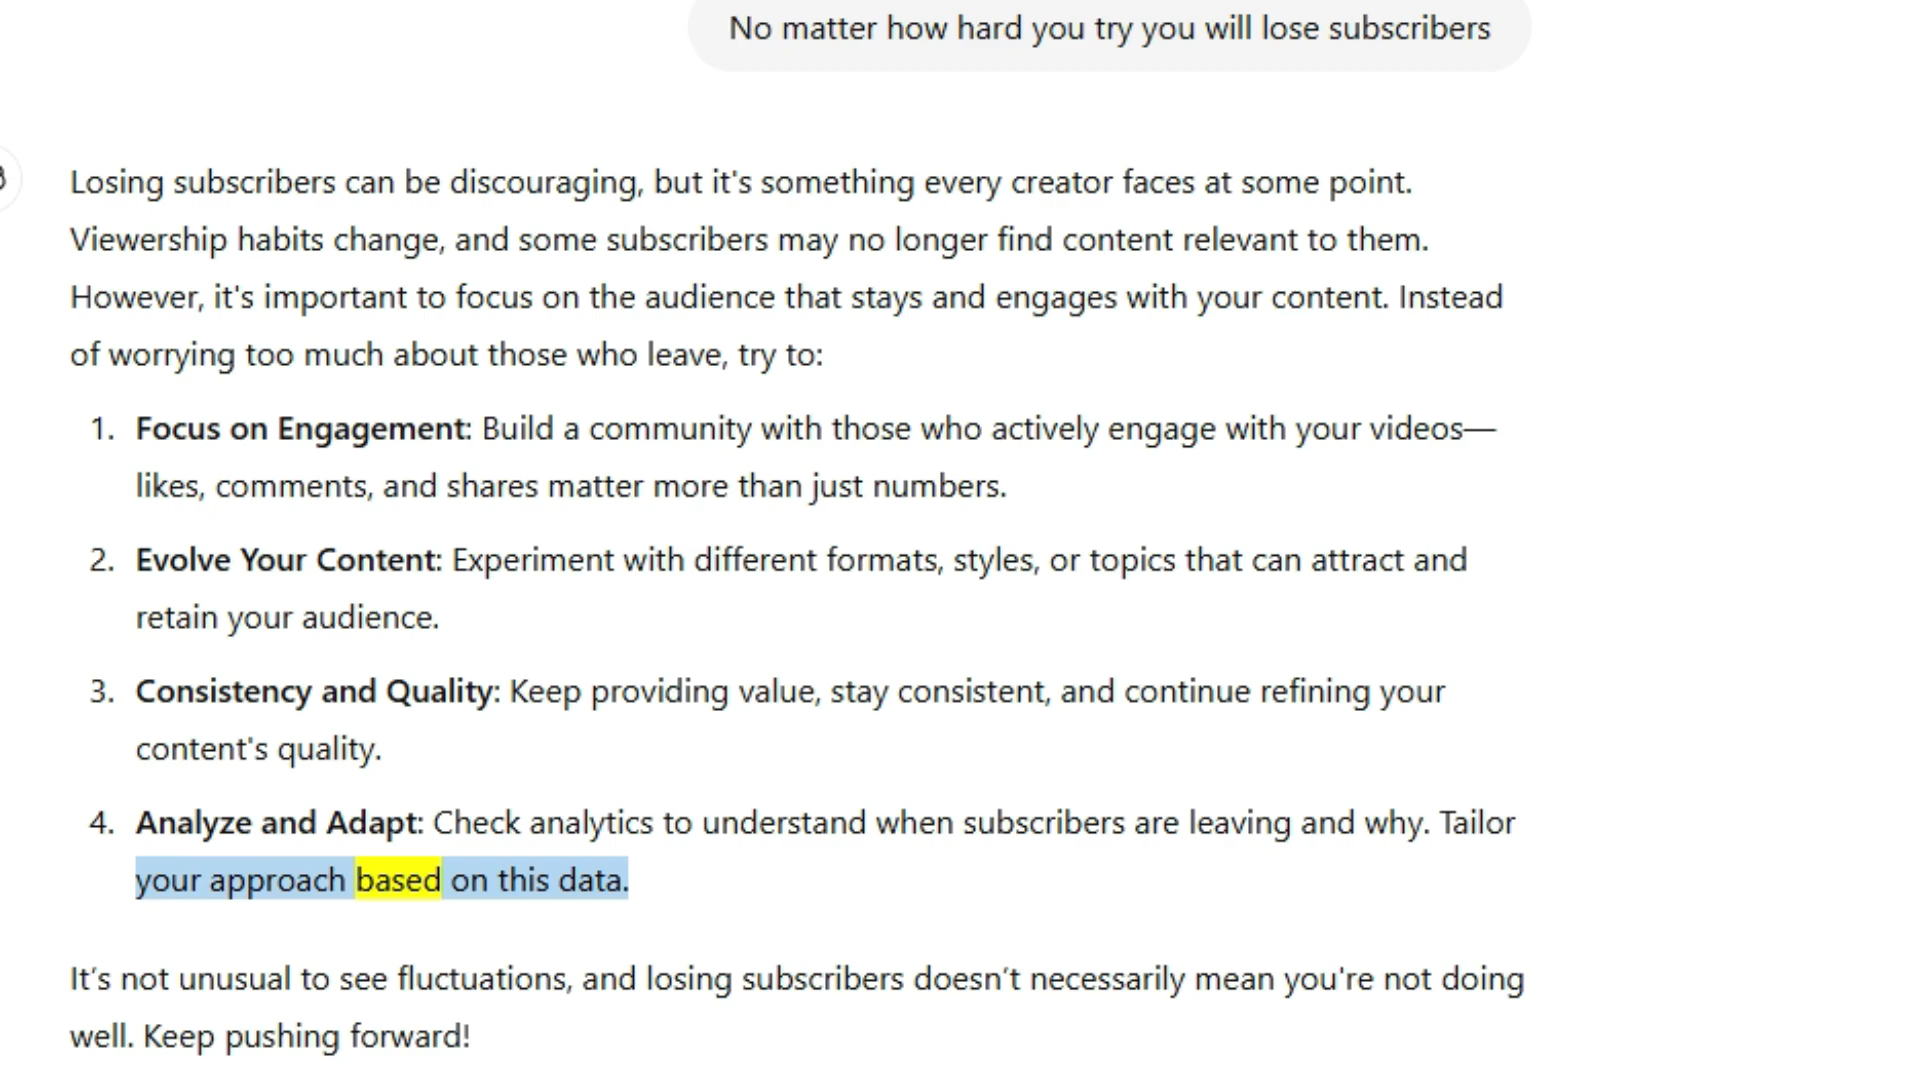 No matter how hard you try you will lose subscribers
Losing subscribers can be discouraging, but it's something every creator faces at some point.
Viewership habits change, and some subscribers may no longer find content relevant to them.
However, it's important to focus on the audience that stays and engages with your content. Instead
of worrying too much about those who leave, try to:
1. Focus on Engagement: Build a community with those who actively engage with your videos—
likes, comments, and shares matter more than just numbers.
2. Evolve Your Content: Experiment with different formats, styles, or topics that can attract and
retain your audience.
3. Consistency and Quality: Keep providing value, stay consistent, and continue refining your
content's quality.
4. Analyze and Adapt: Check analytics to understand when subscribers are leaving and why. Tailor
your approach based on this data.
It’s not unusual to see fluctuations, and losing subscribers doesn’t necessarily mean you're not doing
well. Keep pushing forward!